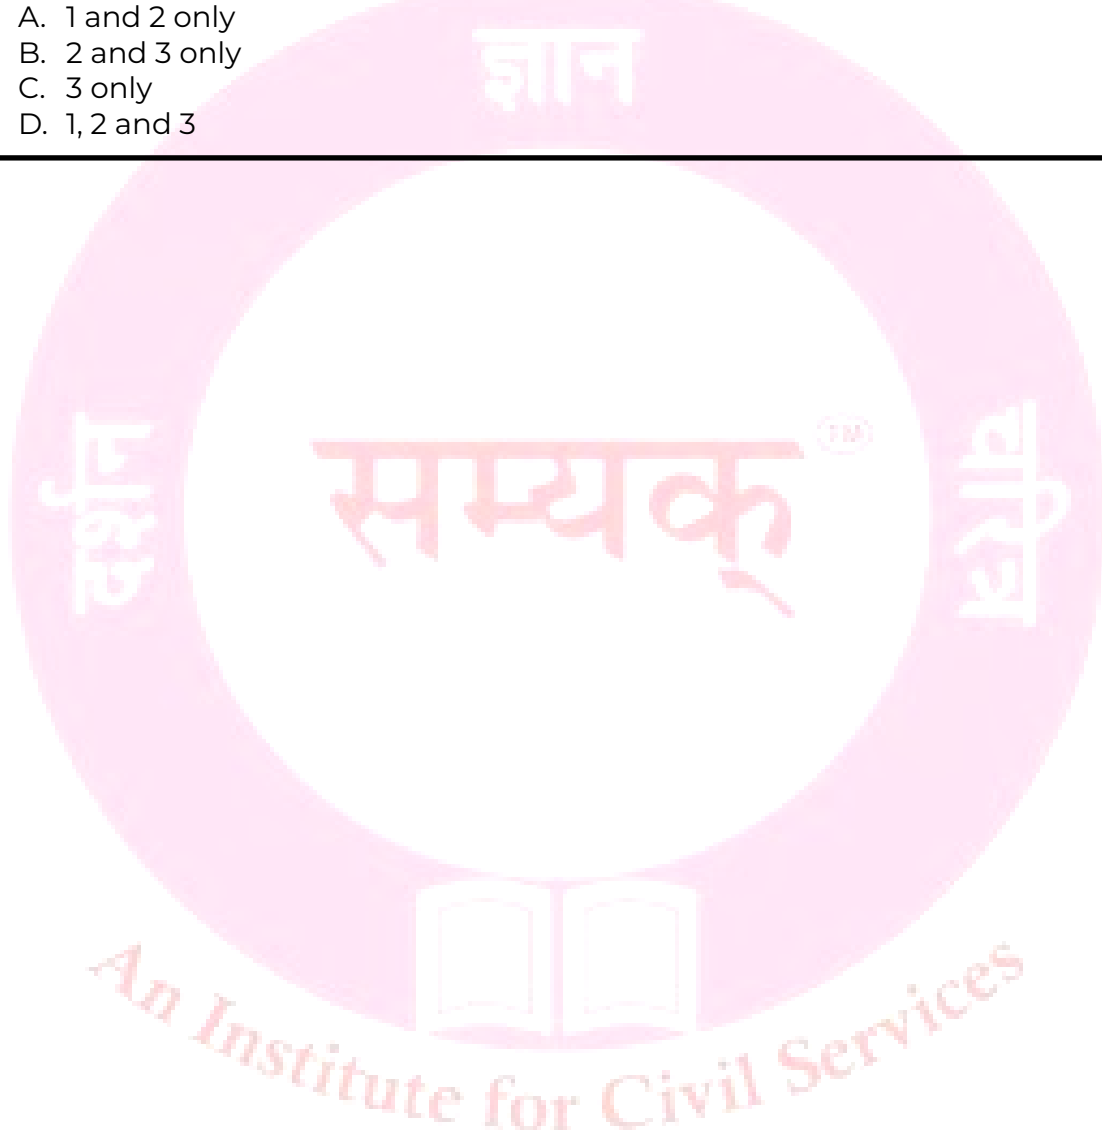 A. 1 and 2 only
B. 2 and 3 only
C. 3 only
D. 1, 2 and 3
ज्ञान
दर्शन
सम्यक् TM
चरित्र
An Institute for Civil Services